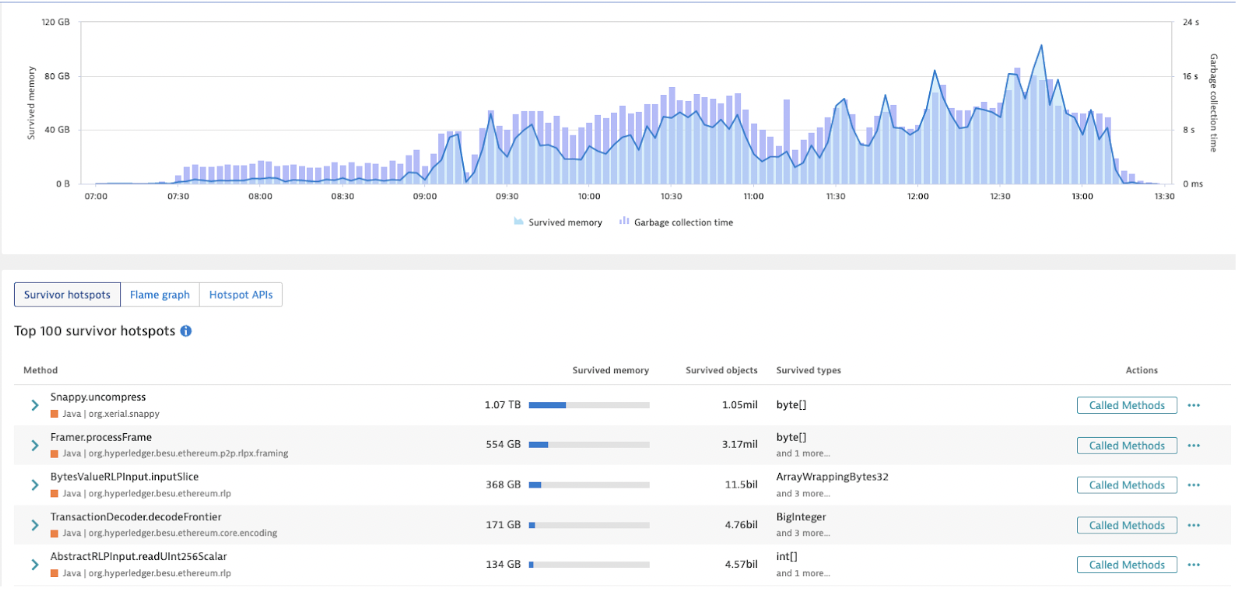 120 GB
24 s
80 GB
16 s
40 GB
8 s
0 B
0 ms
Survived memory
Garbage collection time
07:00 07:30 08:00 08:30 09:00 09:30 10:00 10:30 11:00 11:30 12:00 12:30 13:00 13:30
Survived memory Garbage collection time
Survivor hotspots Flame graph Hotspot APIs
Top 100 survivor hotspots i
Method Survived memory Survived objects Survived types Actions
Snappy.uncompress
Java | org.xerial.snappy
1.07 TB 1.05mil byte[] Called Methods ...
Framer.processFrame
Java | org.hyperledger.besu.ethereum.p2p.rlpx.framing
554 GB 3.17mil byte[]
and 1 more...
Called Methods ...
BytesValueRLPInput.inputSlice
Java | org.hyperledger.besu.ethereum.rlp
368 GB 11.5bil ArrayWrappingBytes32
and 3 more...
Called Methods ...
TransactionDecoder.decodeFrontier
Java | org.hyperledger.besu.ethereum.core.encoding
171 GB 4.76bil BigInteger
and 3 more...
Called Methods ...
AbstractRLPInput.readUInt256Scalar
Java | org.hyperledger.besu.ethereum.rlp
134 GB 4.57bil int[]
and 1 more...
Called Methods ...